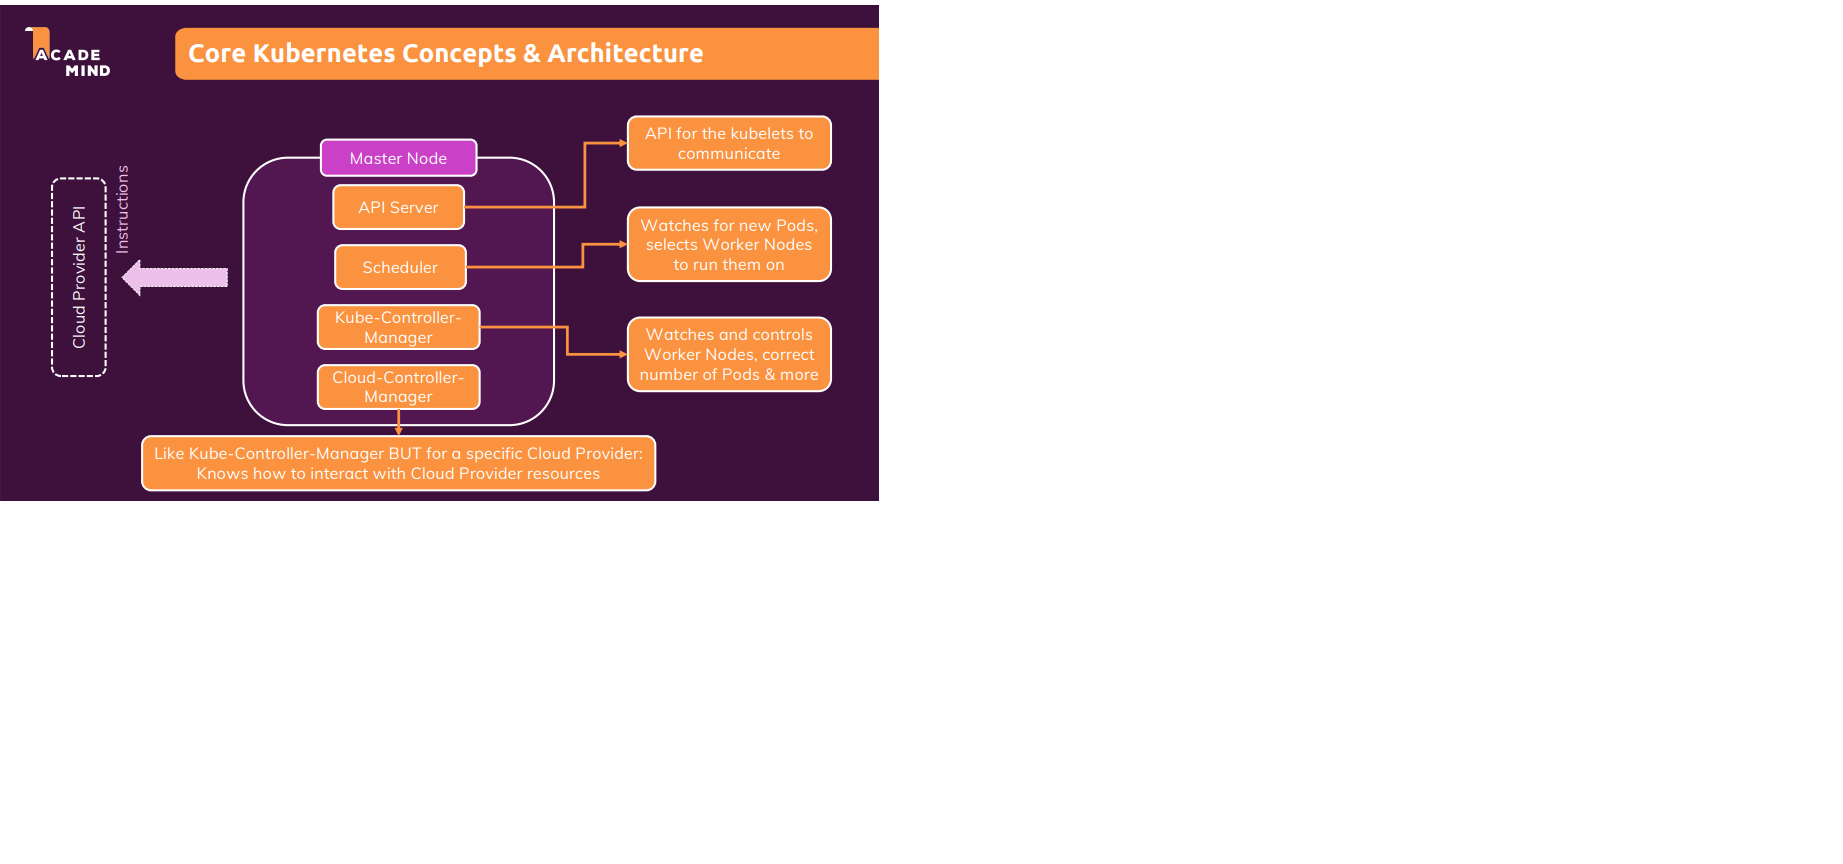 ACADE
MIND
Core Kubernetes Concepts & Architecture
Cloud Provider API
Instructions
Master Node
API Server
Scheduler
Kube-Controller-
Manager
Cloud-Controller-
Manager
API for the kubelets to
communicate
Watches for new Pods,
selects Worker Nodes
to run them on
Watches and controls
Worker Nodes, correct
number of Pods & more
Like Kube-Controller-Manager BUT for a specific Cloud Provider:
Knows how to interact with Cloud Provider resources